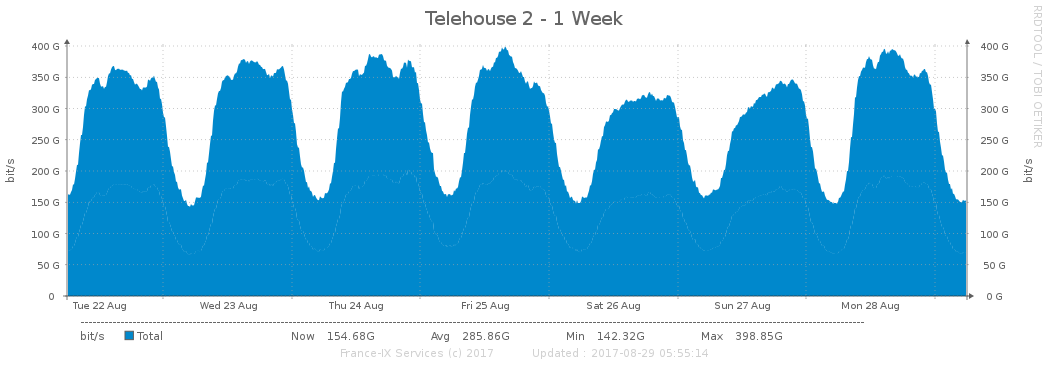 Telehouse 2 - 1 Week
RRDTOOL / TOBI OETIKER
400 G 400 G
350 G 350 G
300 G 300 G
250 G 250 G
200 G 200 G
150 G 150 G
100 G 100 G
50 G 50 G
0 0 G
bit/s bit/s
Tue 22 Aug Wed 23 Aug Thu 24 Aug Fri 25 Aug Sat 26 Aug Sun 27 Aug Mon 28 Aug
bit/s Total Now 154.68G Avg 285.86G Min 142.32G Max 398.85G
France-IX Services (c) 2017 Updated : 2017-08-29 05:55:14